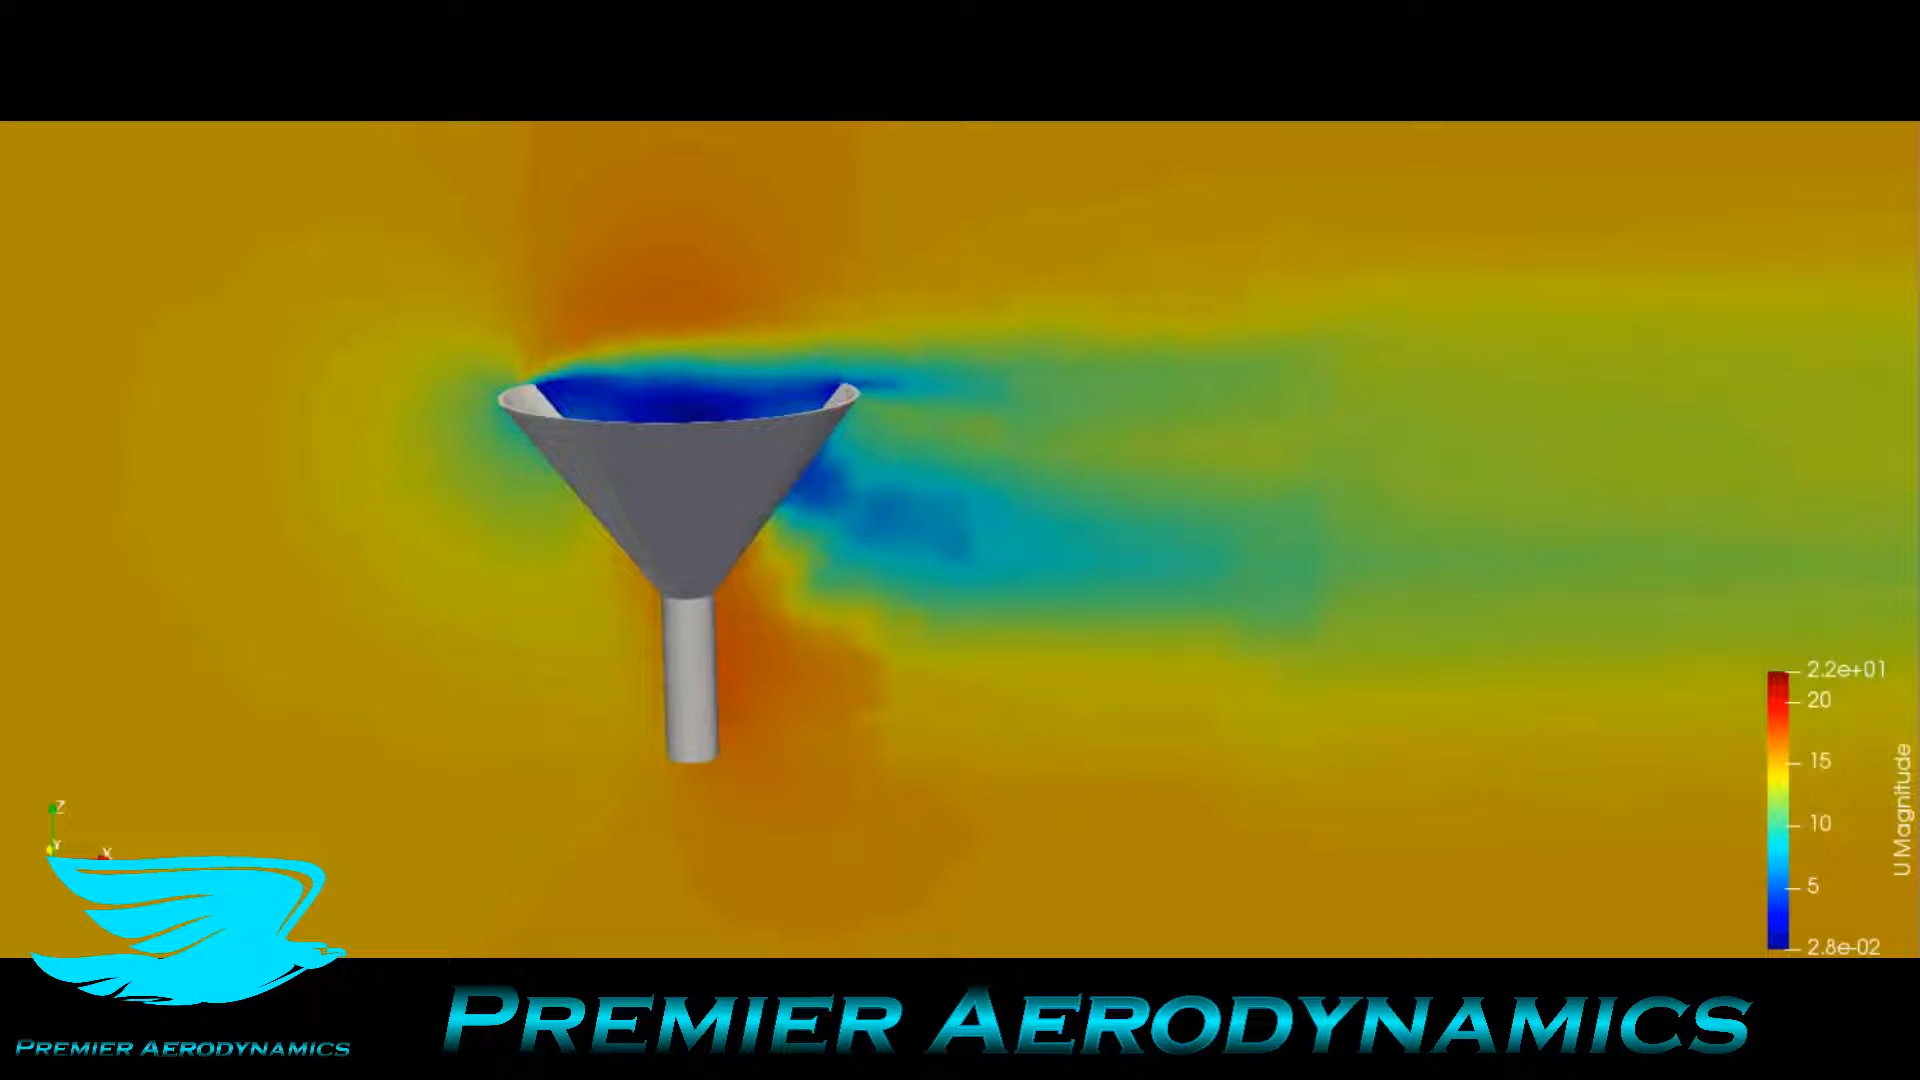 2.2e+01
20
15
10
5
2.8e-02
U Magnitude
Z
Y
X
PREMIER AERODYNAMICS
PREMIER AERODYNAMICS